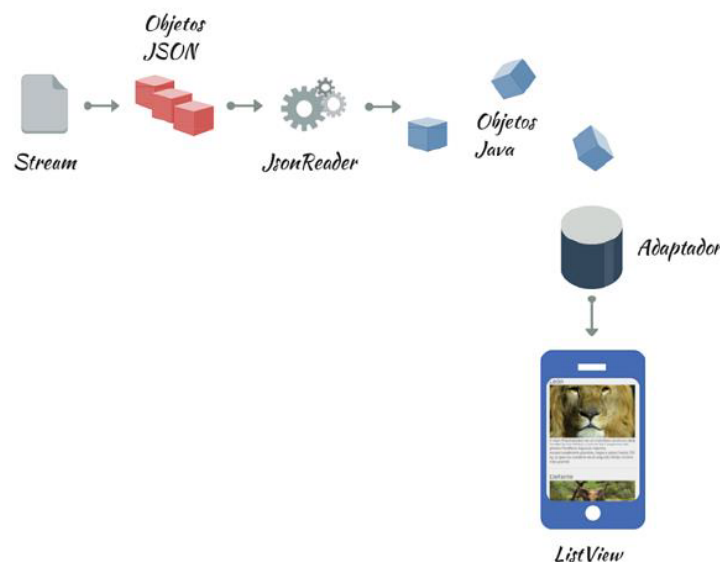 Objetos
JSON
Stream
JsonReader
Objetos
Java
Adaptador
ListView